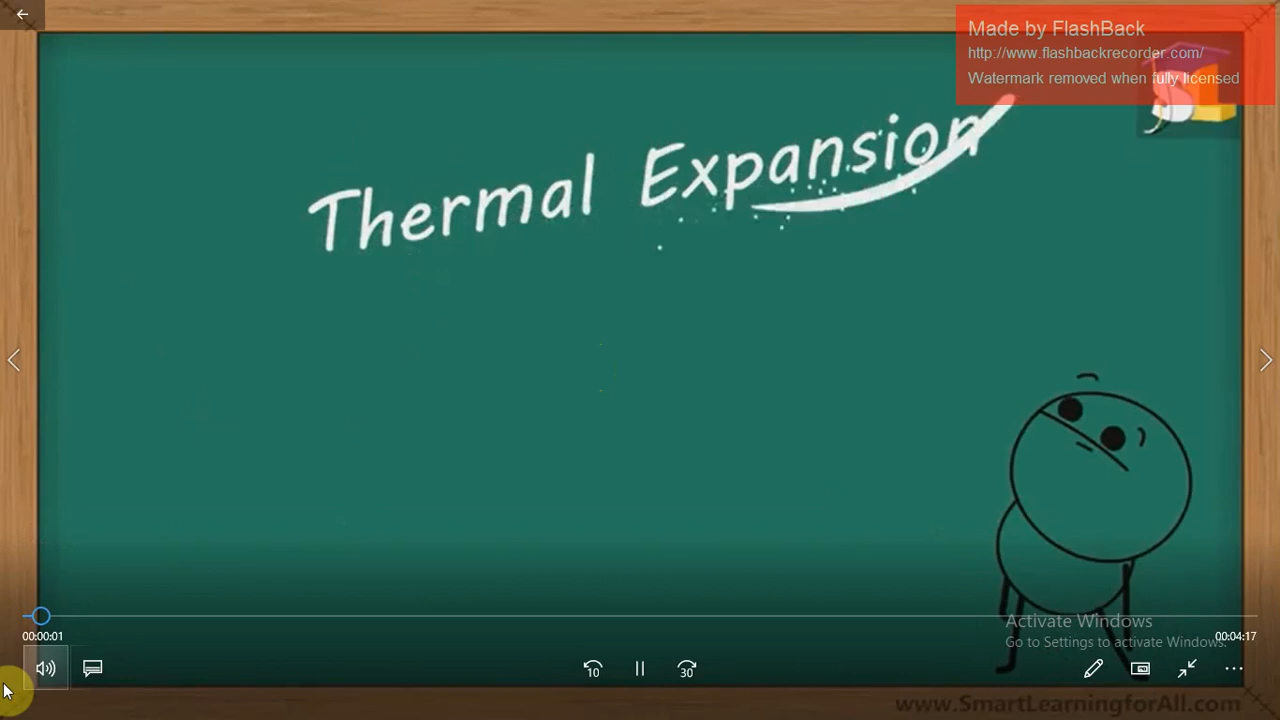 Made by FlashBack
http://www.flashbackrecorder.com/
Watermark removed when fully licensed
Thermal Expansion
00:00:01
00:04:17
Activate Windows
Go to Settings to activate Windows.
10
30
www.SmartLearningforAll.com